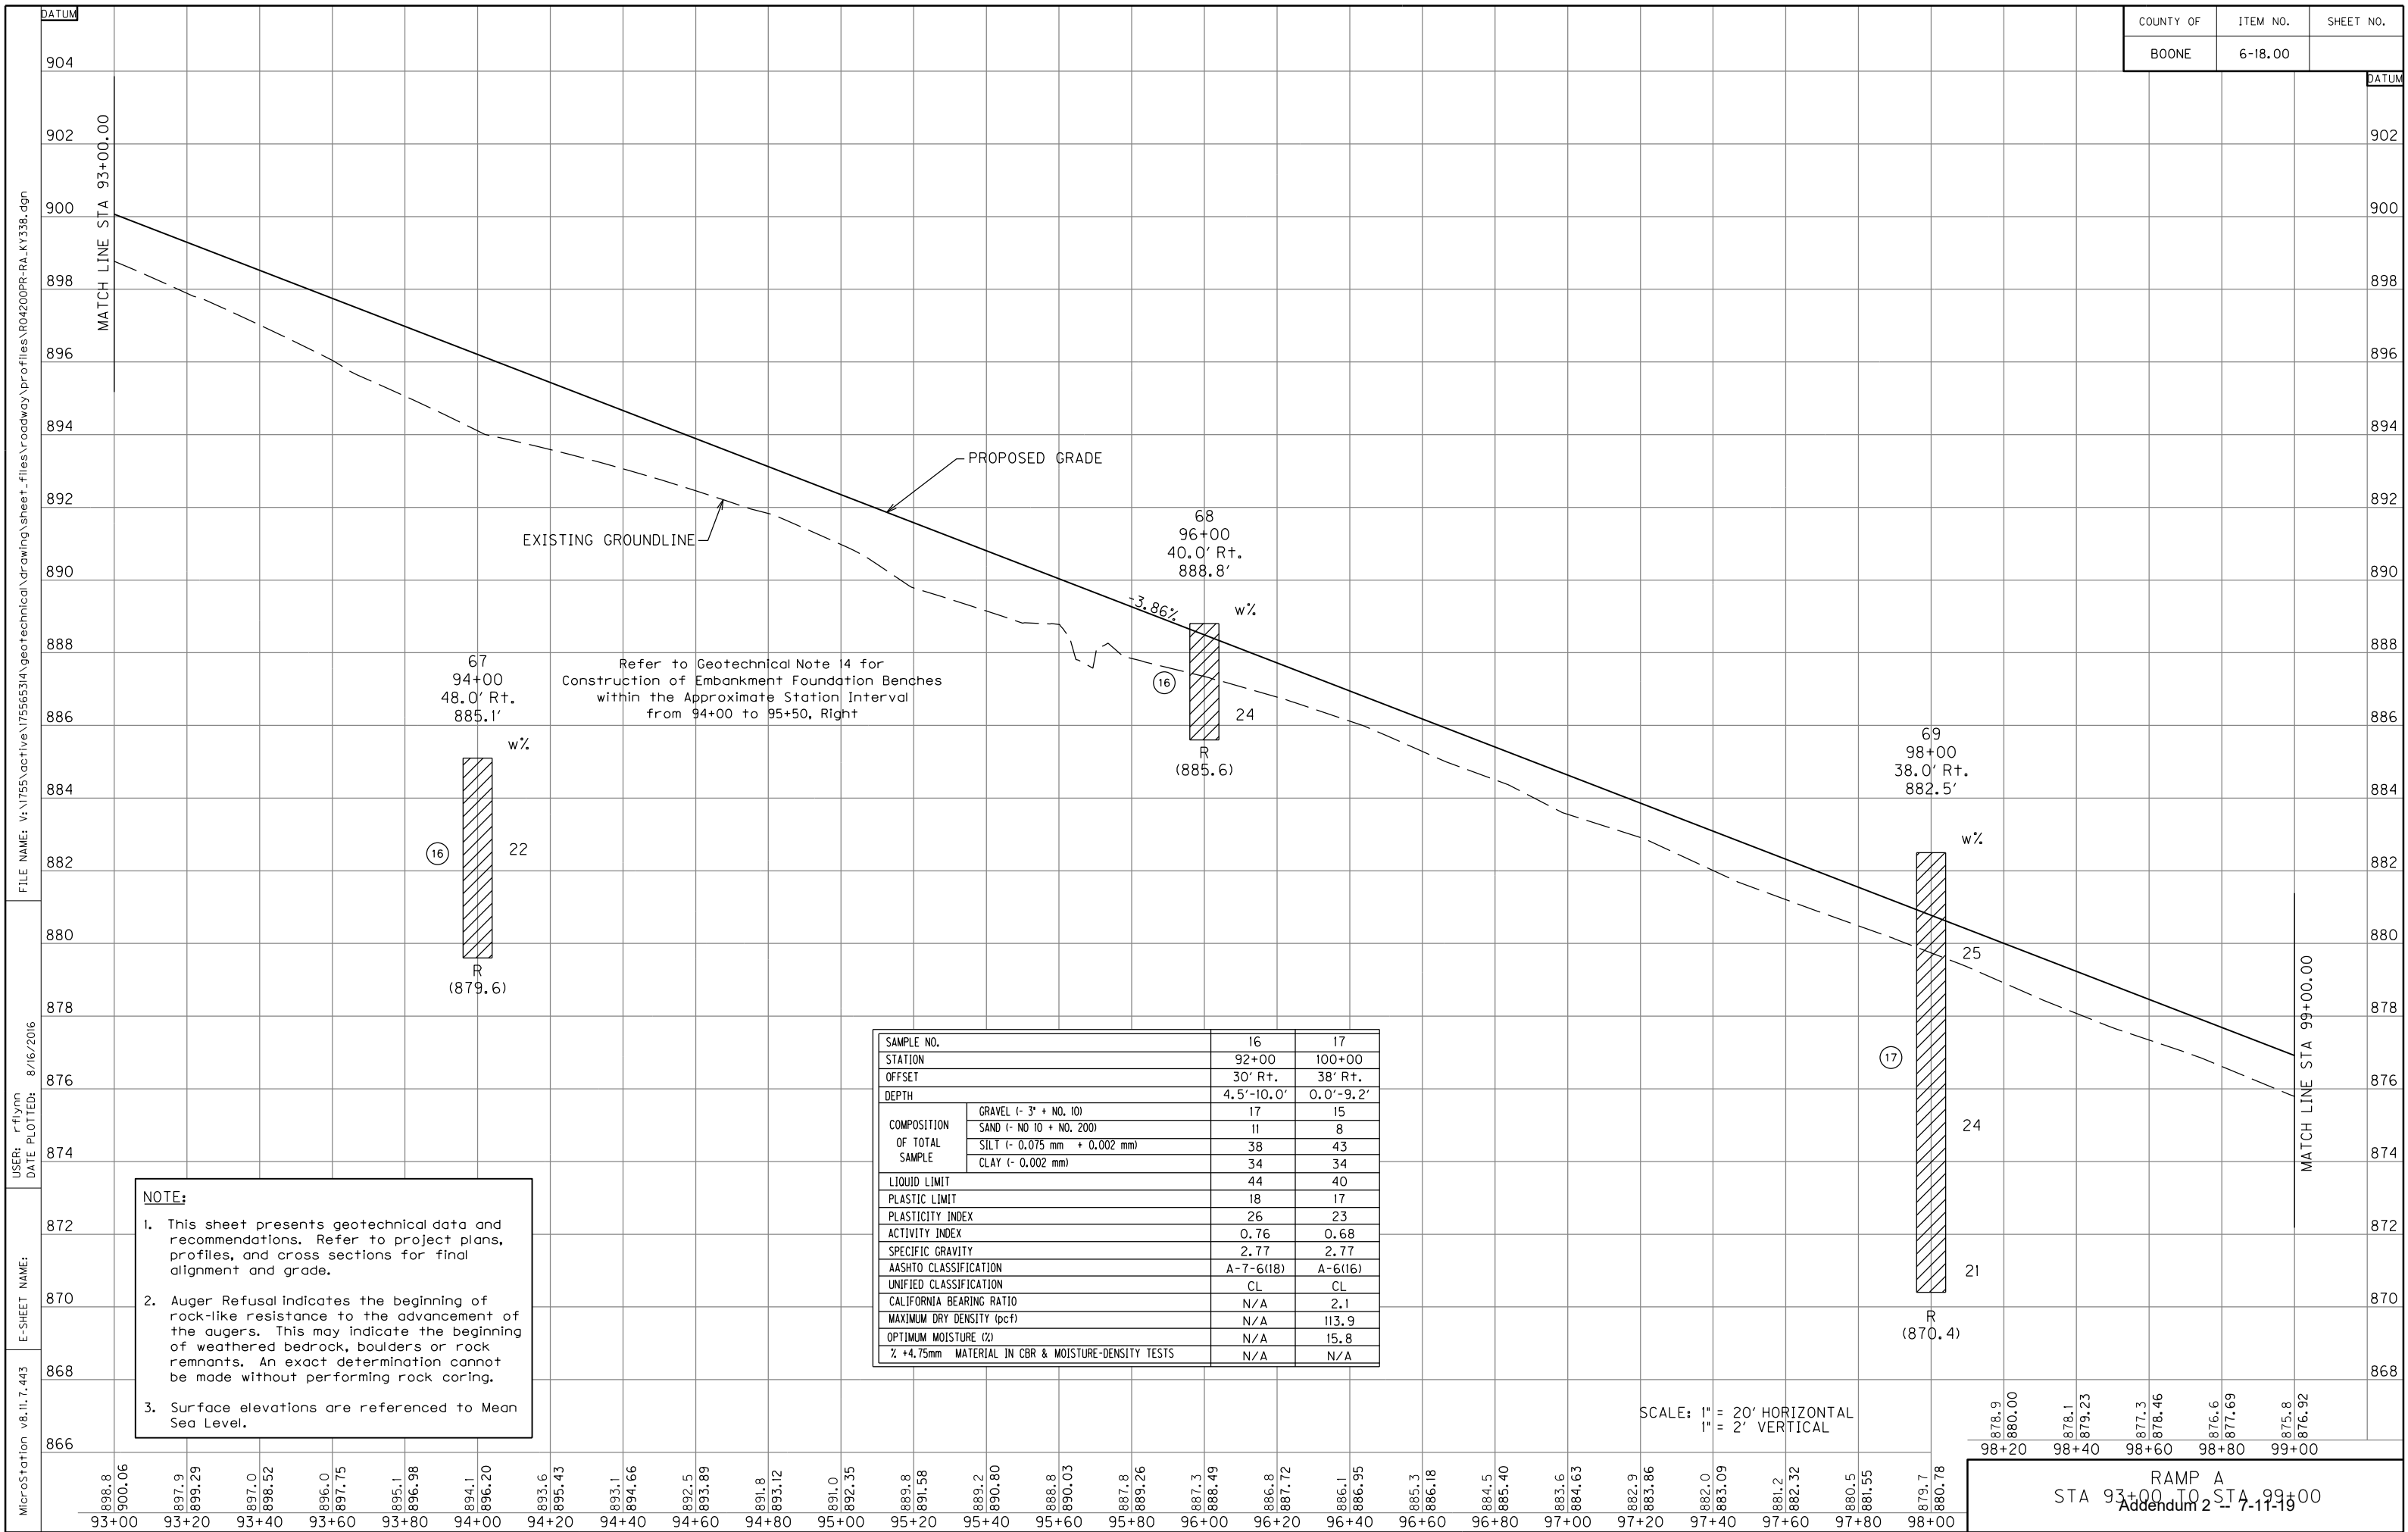 DATUM
COUNTY OF ITEM NO. SHEET NO.
BOONE 6-18.00
DATUM
904
902 902
900 900
898 898
896 896
894 894
892 892
890 890
888 888
886 886
884 884
882 882
880 880
878 878
876 876
874 874
872 872
870 870
868 868
866
MATCH LINE STA 93+00.00
PROPOSED GRADE
EXISTING GROUNDLINE
-3.86%
68
96+00
40.0' Rt.
888.8'
w%
16
24
R
(885.6)
67
94+00
48.0' Rt.
885.1'
w%
16
22
R
(879.6)
Refer to Geotechnical Note 14 for
Construction of Embankment Foundation Benches
within the Approximate Station Interval
from 94+00 to 95+50, Right
69
98+00
38.0' Rt.
882.5'
w%
25
17
24
21
R
(870.4)
MATCH LINE STA 99+00.00
SAMPLE NO. 16 17
STATION 92+00 100+00
OFFSET 30' Rt. 38' Rt.
DEPTH 4.5'-10.0' 0.0'-9.2'
COMPOSITION OF TOTAL SAMPLE
GRAVEL (- 3" + NO. 10) 17 15
SAND (- NO 10 + NO. 200) 11 8
SILT (- 0.075 mm + 0.002 mm) 38 43
CLAY (- 0.002 mm) 34 34
LIQUID LIMIT 44 40
PLASTIC LIMIT 18 17
PLASTICITY INDEX 26 23
ACTIVITY INDEX 0.76 0.68
SPECIFIC GRAVITY 2.77 2.77
AASHTO CLASSIFICATION A-7-6(18) A-6(16)
UNIFIED CLASSIFICATION CL CL
CALIFORNIA BEARING RATIO N/A 2.1
MAXIMUM DRY DENSITY (pcf) N/A 113.9
OPTIMUM MOISTURE (%) N/A 15.8
% +4.75mm MATERIAL IN CBR & MOISTURE-DENSITY TESTS N/A N/A
NOTE:
1. This sheet presents geotechnical data and
recommendations. Refer to project plans,
profiles, and cross sections for final
alignment and grade.
2. Auger Refusal indicates the beginning of
rock-like resistance to the advancement of
the augers. This may indicate the beginning
of weathered bedrock, boulders or rock
remnants. An exact determination cannot
be made without performing rock coring.
3. Surface elevations are referenced to Mean
Sea Level.
SCALE: 1" = 20' HORIZONTAL
1" = 2' VERTICAL
898.8 897.9 897.0 896.0 895.1 894.1 893.6 893.1 892.5 891.8 891.0 889.8 889.2 888.8 887.8 887.3 886.8 886.1 885.3 884.5 883.6 882.9 882.0 881.2 880.5 879.7
900.06 899.29 898.52 897.75 896.98 896.20 895.43 894.66 893.89 893.12 892.35 891.58 890.80 890.03 889.26 888.49 887.72 886.95 886.18 885.40 884.63 883.86 883.09 882.32 881.55 880.78
93+00 93+20 93+40 93+60 93+80 94+00 94+20 94+40 94+60 94+80 95+00 95+20 95+40 95+60 95+80 96+00 96+20 96+40 96+60 96+80 97+00 97+20 97+40 97+60 97+80 98+00
878.9 878.1 877.3 876.6 875.8
880.00 879.23 878.46 877.69 876.92
98+20 98+40 98+60 98+80 99+00
RAMP A
STA 93+00 TO STA 99+00
Addendum 2 -- 7-11-19
FILE NAME: V:\1755\active\175565314\geotechnical\drawing\sheet_files\roadway\profiles\R04200PR-RA_KY338.dgn
USER: rflynn
DATE PLOTTED: 8/16/2016
E-SHEET NAME:
MicroStation v8.11.7.443